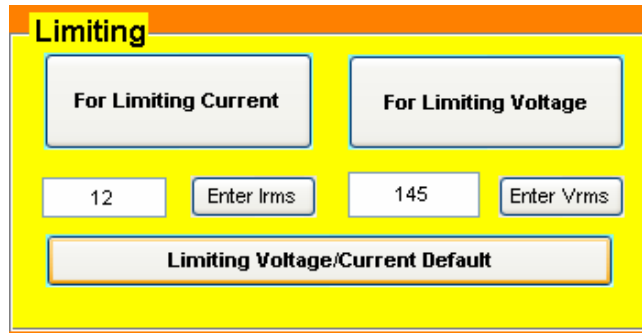 Limiting
For Limiting Current
For Limiting Voltage
12
Enter Irms
145
Enter Vrms
Limiting Voltage/Current Default